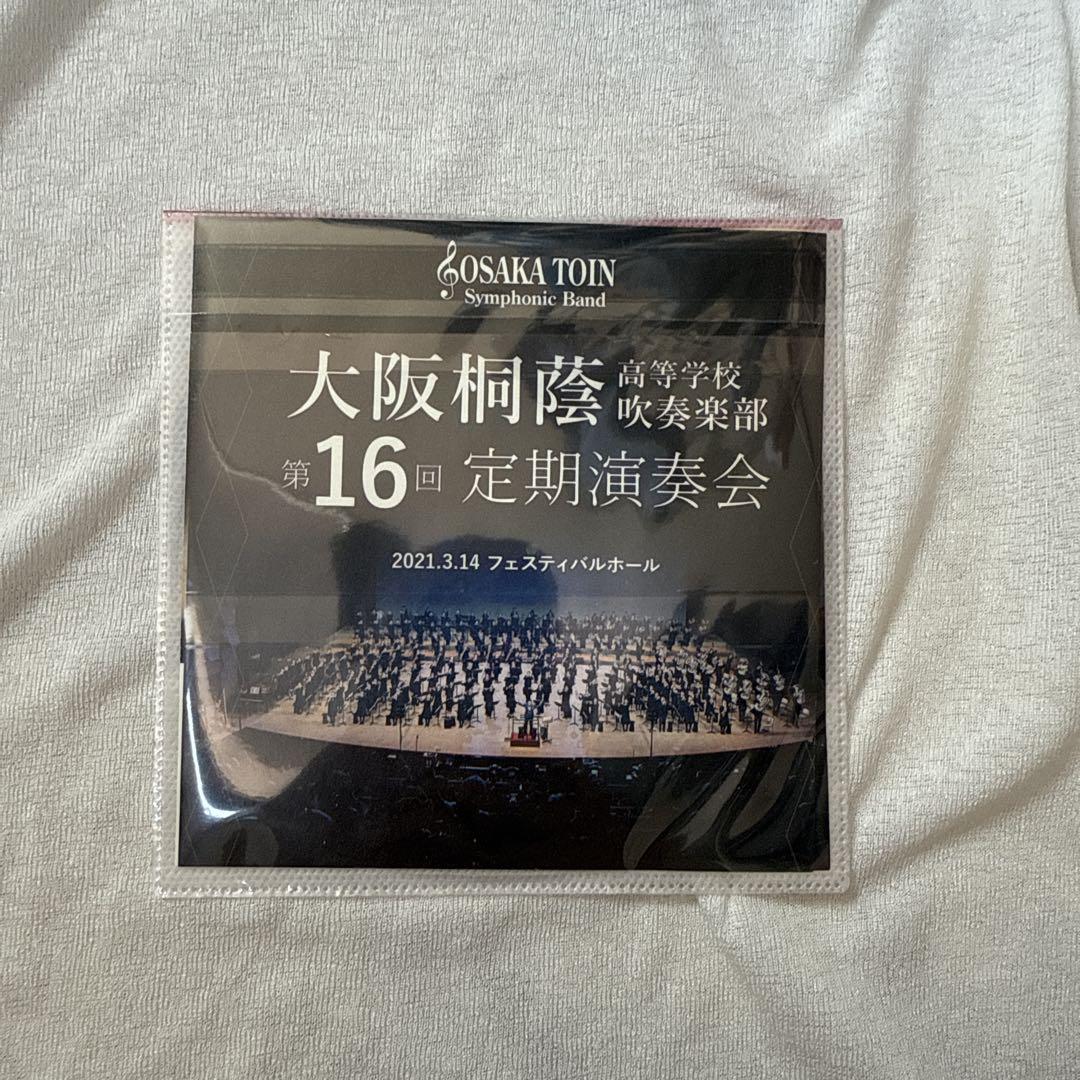 OSAKA TOIN
Symphonic Band
大阪桐蔭 高等学校
吹奏楽部
第16回 定期演奏会
2021.3.14 フェスティバルホール